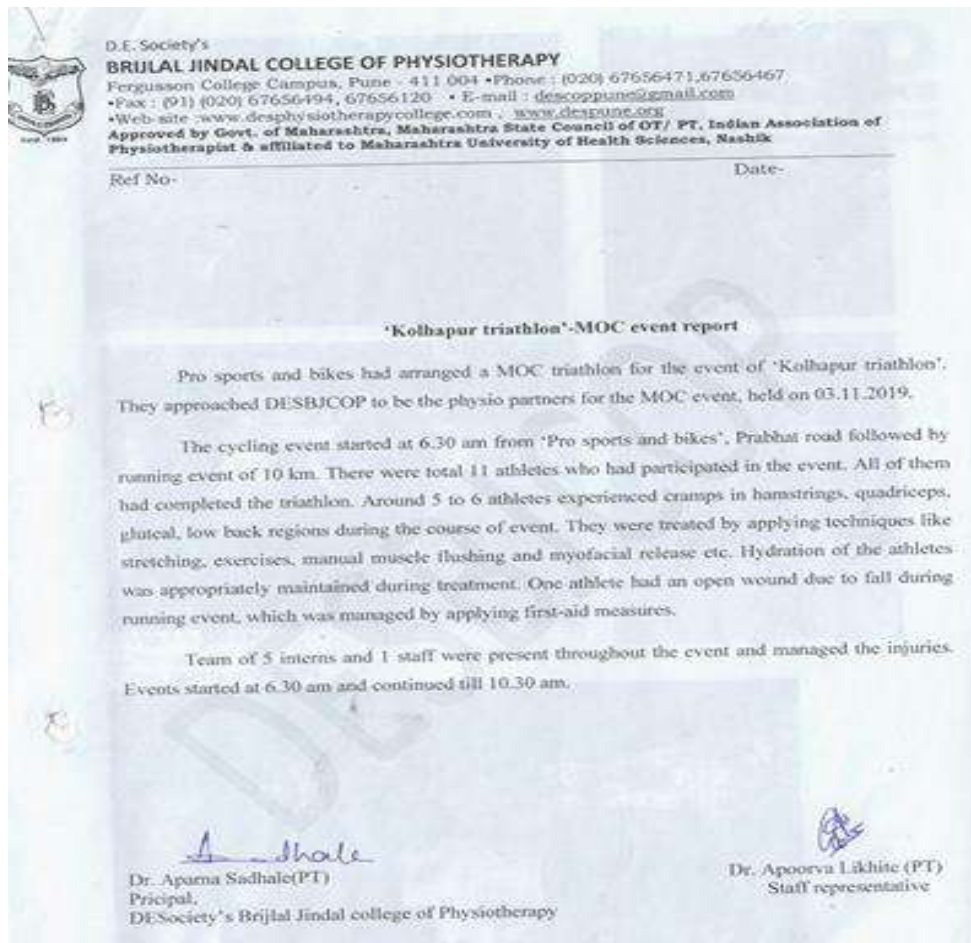 D.E. Society's
BRIJLAL JINDAL COLLEGE OF PHYSIOTHERAPY
Fergusson College Campus, Pune - 411 004 •Phone : (020) 67656471,67656467
•Fax : (91) (020) 67656494, 67656120 • E-mail : descoppune@gmail.com
•Web-site :www.desphysiotherapycollege.com , www.despune.org
Approved by Govt. of Maharashtra, Maharashtra State Council of OT/ PT, Indian Association of
Physiotherapist & affiliated to Maharashtra University of Health Sciences, Nashik
Ref No-
Date-
'Kolhapur triathlon'-MOC event report
Pro sports and bikes had arranged a MOC triathlon for the event of 'Kolhapur triathlon'.
They approached DESBJCOP to be the physio partners for the MOC event, held on 03.11.2019.
The cycling event started at 6.30 am from 'Pro sports and bikes', Prabhat road followed by
running event of 10 km. There were total 11 athletes who had participated in the event. All of them
had completed the triathlon. Around 5 to 6 athletes experienced cramps in hamstrings, quadriceps,
gluteal, low back regions during the course of event. They were treated by applying techniques like
stretching, exercises, manual muscle flushing and myofacial release etc. Hydration of the athletes
was appropriately maintained during treatment. One athlete had an open wound due to fall during
running event, which was managed by applying first-aid measures.
Team of 5 interns and 1 staff were present throughout the event and managed the injuries.
Events started at 6.30 am and continued till 10.30 am.
Dr. Aparna Sadhale(PT)
Pricipal,
DESociety's Brijlal Jindal college of Physiotherapy
Dr. Apoorva Likhite (PT)
Staff representative